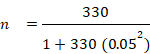 n = 330
1 + 330 (0.05²)